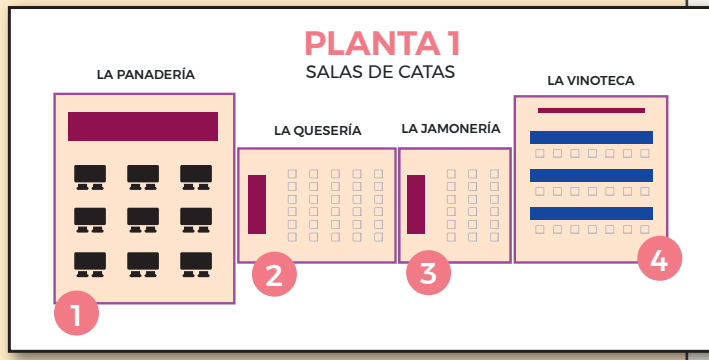 PLANTA 1
SALAS DE CATAS
LA PANADERÍA
LA QUESERÍA
LA JAMONERÍA
LA VINOTECA
1
2
3
4